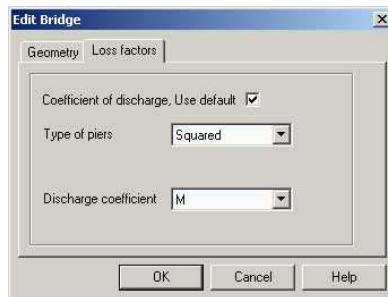 Edit Bridge
Geometry Loss factors
Coefficient of discharge, Use default
Type of piers Squared
Discharge coefficient M
OK Cancel Help